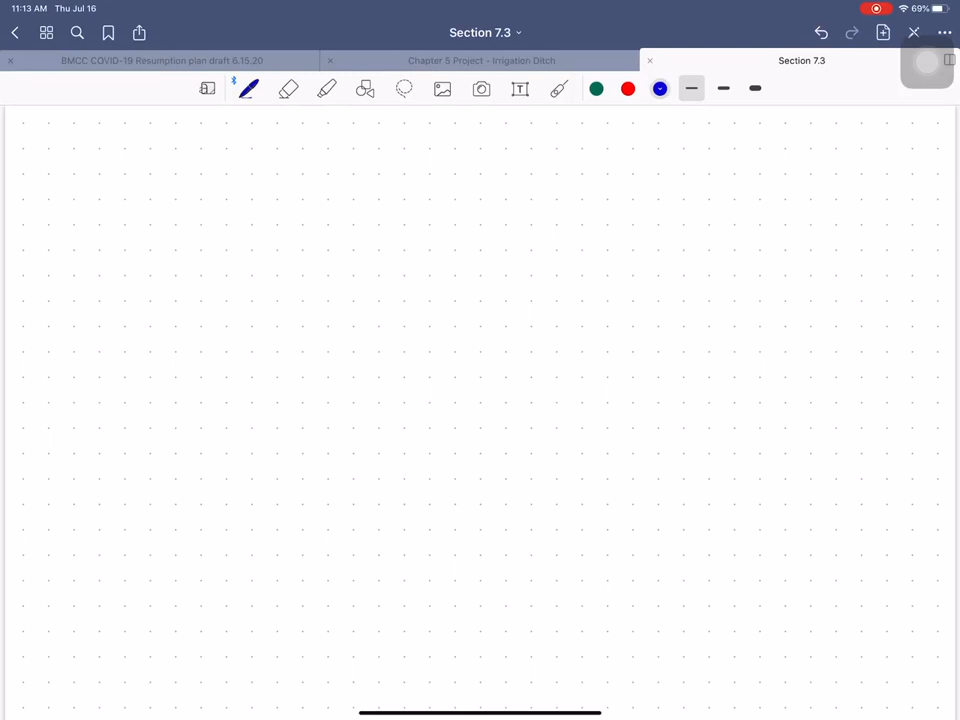 11:13 AM Thu Jul 16 69%
Section 7.3
BMCC COVID-19 Resumption plan draft 6.15.20 Chapter 5 Project - Irrigation Ditch Section 7.3
T